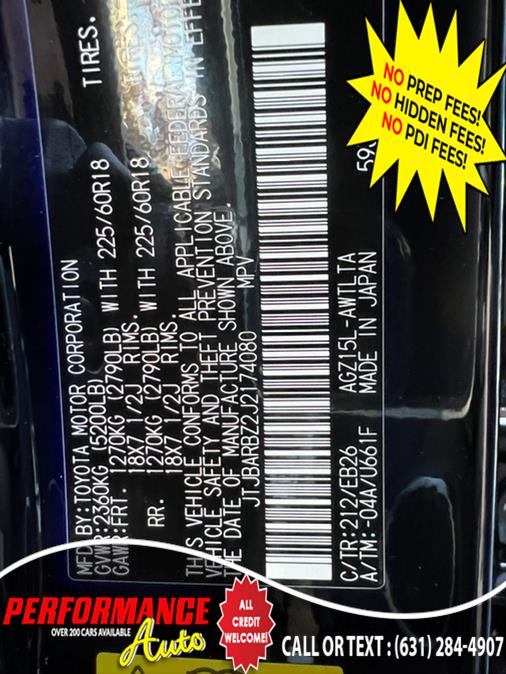 MFD BY:TOYOTA MOTOR CORPORATION
GVWR:2360KG (5200LB)
GAWR:FRT. 1270KG (2790LB) WITH 225/60R18 TIRES.
18X7 1/2J RIMS.
RR. 1270KG (2790LB) WITH 225/60R18
18X7 1/2J RIMS.
THIS VEHICLE CONFORMS TO ALL APPLICABLE FEDERAL MOTOR
VEHICLE SAFETY AND THEFT PREVENTION STANDARDS IN EFFE
THE DATE OF MANUFACTURE SHOWN ABOVE.
JTJBARBZ2J2174080 MPV
C/TR:212/EB26 AGZ15L-AWTLTA
A/TM:-04A/U661F MADE IN JAPAN
NO PREP FEES!
NO HIDDEN FEES!
NO PDI FEES!
PERFORMANCE
OVER 200 CARS AVAILABLE
Auto
ALL
CREDIT
WELCOME!
CALL OR TEXT : (631) 284-4907